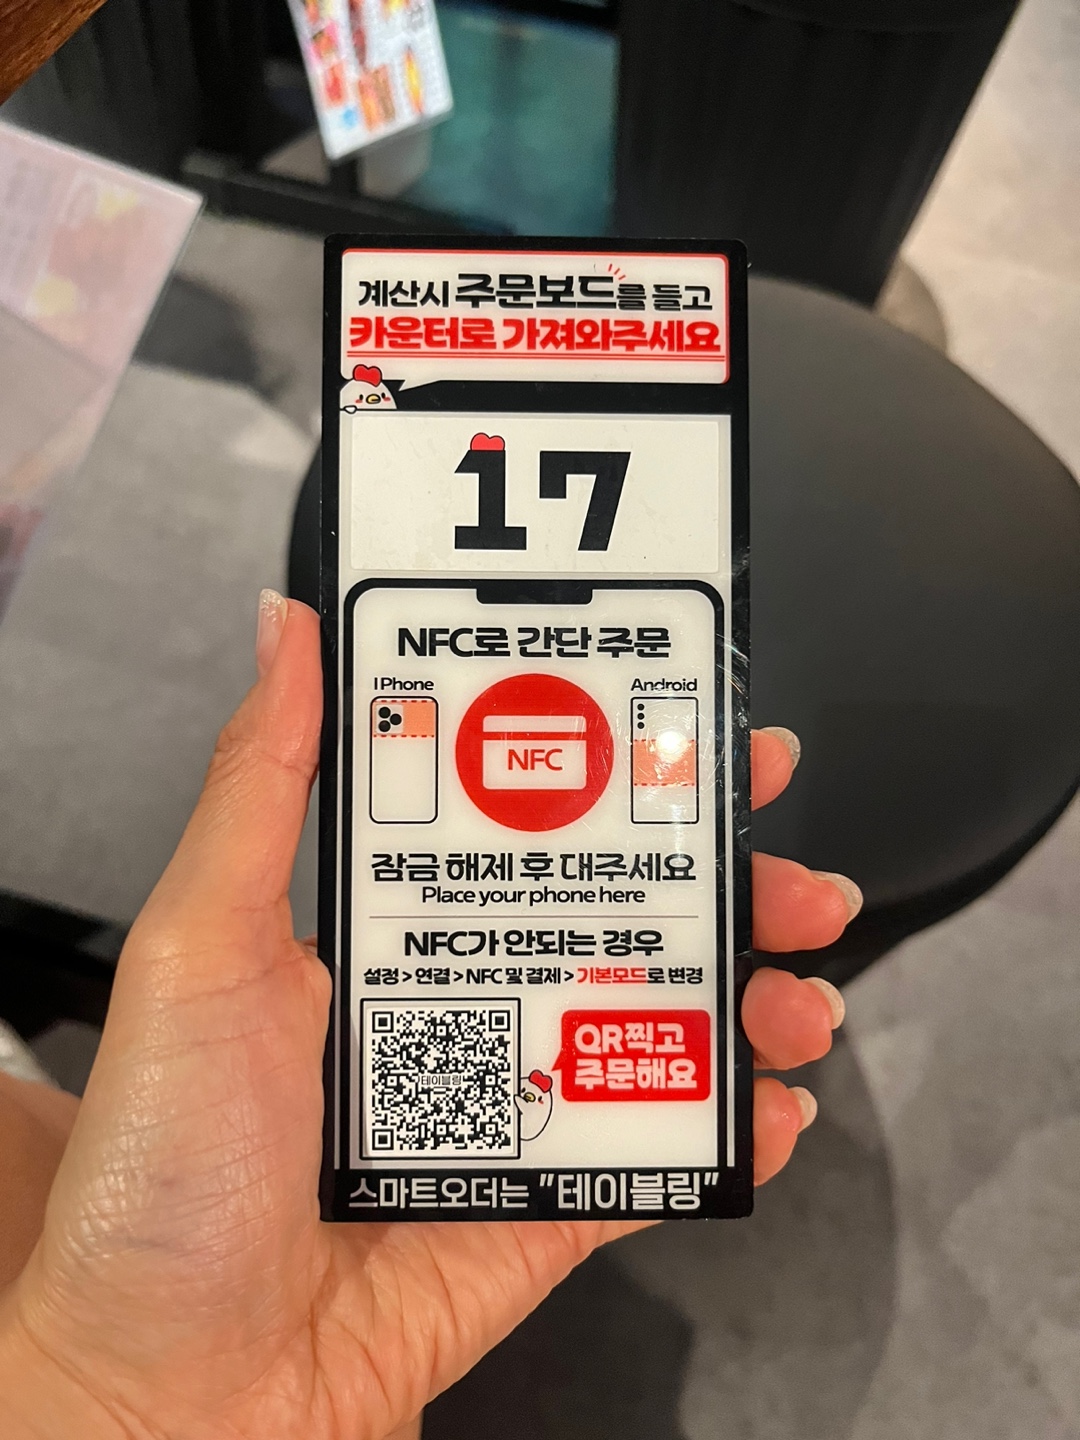 계산시 주문보드를 들고
카운터로 가져와주세요
17
NFC로 간단 주문
I Phone
Android
NFC
잠금 해제 후 대주세요
Place your phone here
NFC가 안되는 경우
설정 > 연결 > NFC 및 결제 > 기본모드로 변경
테이블링
QR찍고
주문해요
스마트오더는 "테이블링"